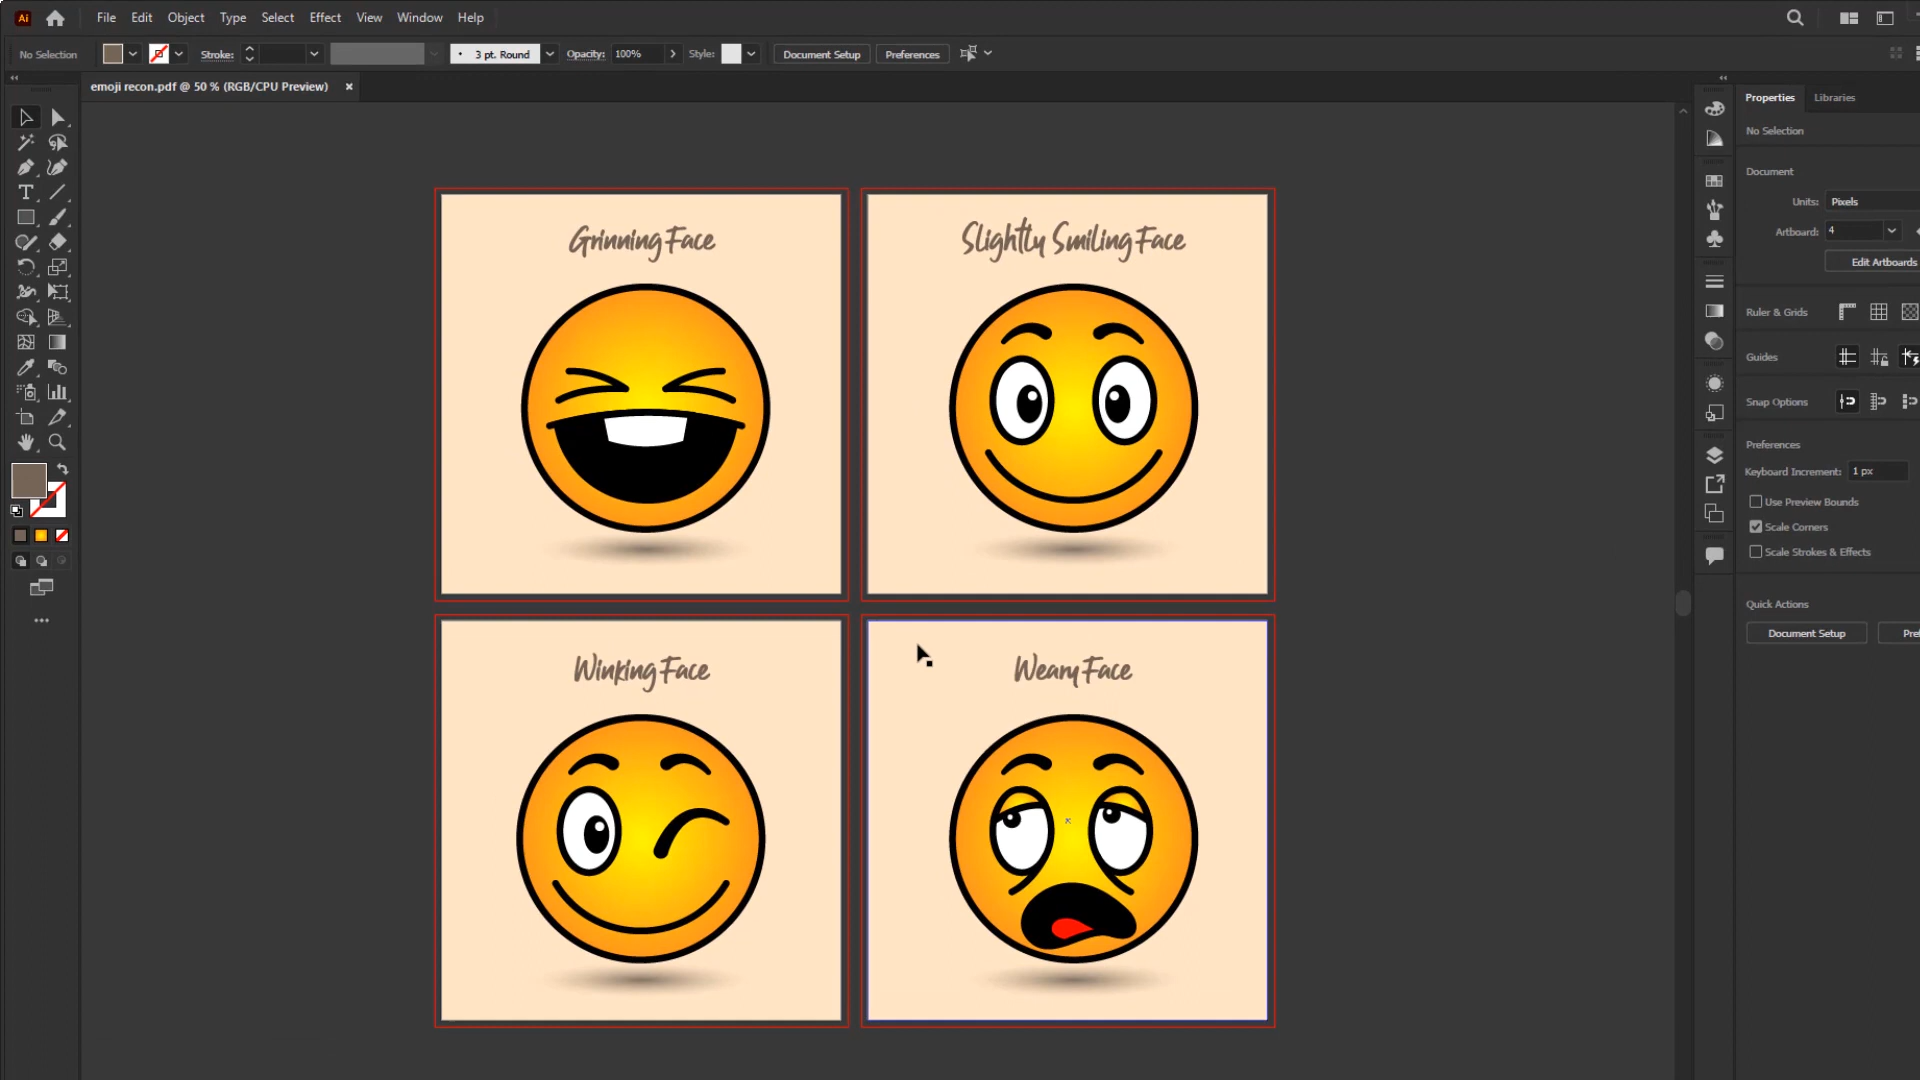 Ai File Edit Object Type Select Effect View Window Help
No Selection Stroke: 3 pt. Round Opacity: 100% Style: Document Setup Preferences
emoji recon.pdf @ 50 % (RGB/CPU Preview) ×
Properties Libraries
No Selection
Document
Units: Pixels
Artboard: 4
Edit Artboards
Ruler & Grids
Guides
Snap Options
Preferences
Keyboard Increment: 1 px
Use Preview Bounds
Scale Corners
Scale Strokes & Effects
Quick Actions
Document Setup
Grinning Face
Slightly Smiling Face
Winking Face
Weary Face